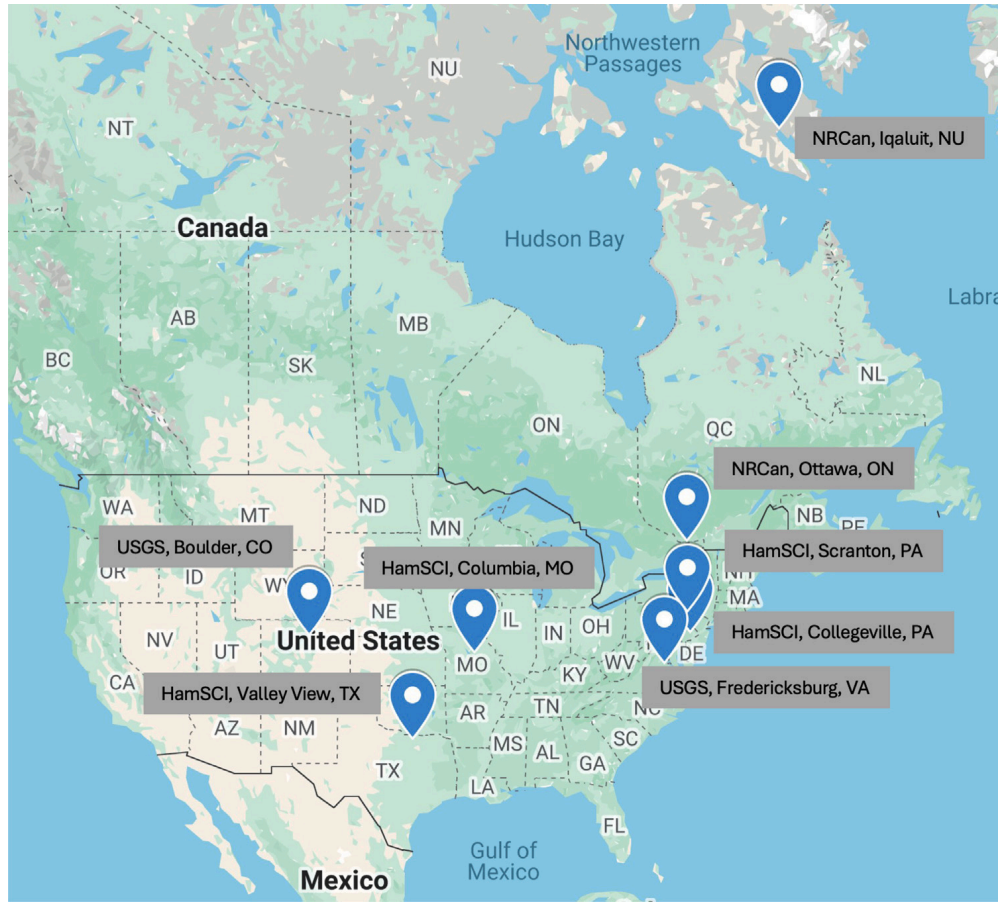 Northwestern
Passages
NU
NT
NRCan, Iqaluit, NU
Canada
Hudson Bay
Labra
AB
MB
BC
SK
NL
ON
QC
NRCan, Ottawa, ON
WA
ND
MT
NB
PE
MN
USGS, Boulder, CO
HamSCI, Scranton, PA
HamSCI, Columbia, MO
OR
ID
WY
NH
MA
NE
IL
IN
OH
HamSCI, Collegeville, PA
United States
NV
UT
DE
MO
WV
KY
CA
HamSCI, Valley View, TX
USGS, Fredericksburg, VA
AZ
NM
AR
TN
NC
SC
MS
AL
GA
TX
LA
FL
Gulf of
Mexico
Mexico